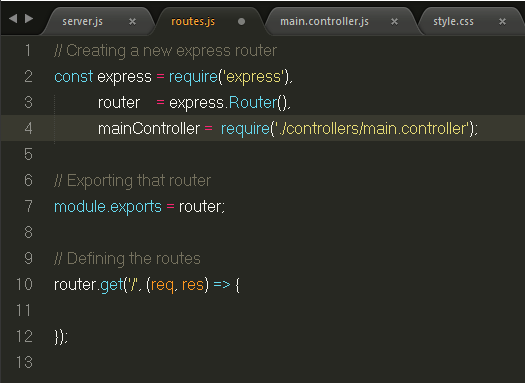 server.js × routes.js main.controller.js × style.css ×
1 // Creating a new express router
2 const express = require('express'),
3 router = express.Router(),
4 mainController = require('./controllers/main.controller');
5
6 // Exporting that router
7 module.exports = router;
8
9 // Defining the routes
10 router.get('/', (req, res) => {
11
12 });
13